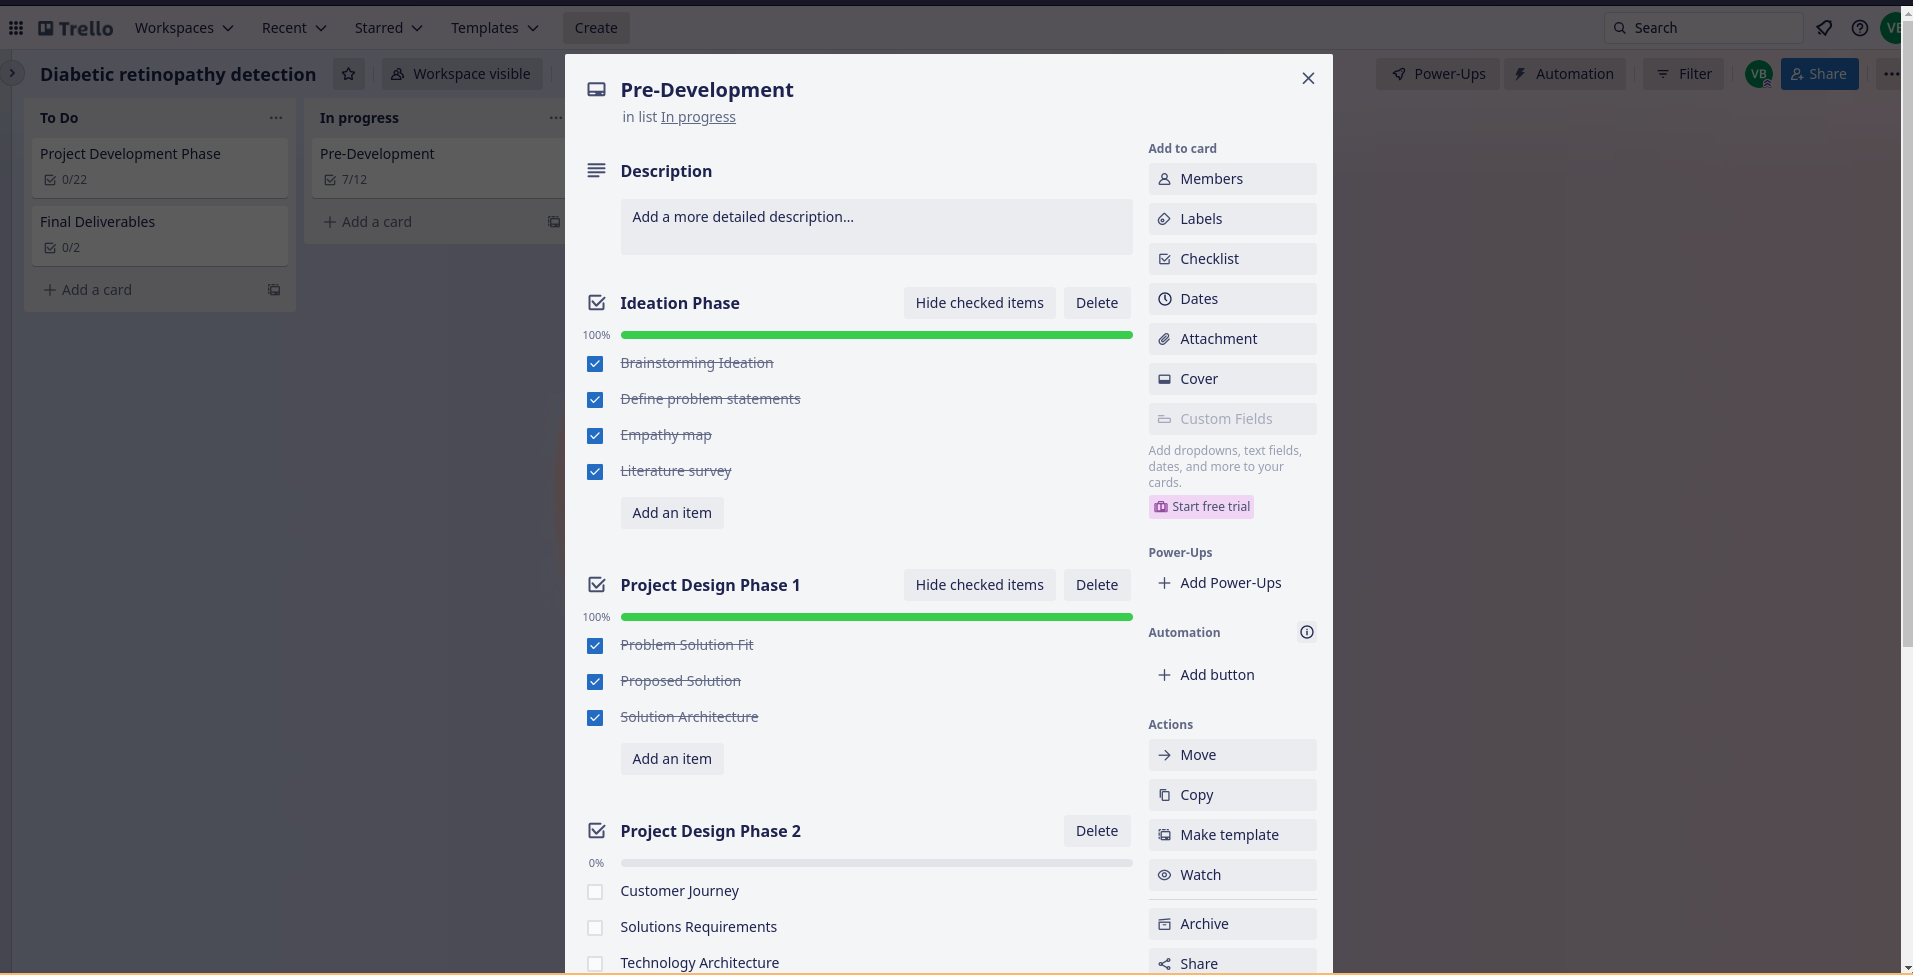 Trello
Workspaces
Recent
Starred
Templates
Create
Search
Diabetic retinopathy detection
Workspace visible
Power-Ups
Automation
Filter
VB
Share
To Do
Project Development Phase
0/22
Final Deliverables
0/2
Add a card
In progress
Pre-Development
7/12
Add a card
Pre-Development
in list In progress
Description
Add a more detailed description...
Ideation Phase
Hide checked items
Delete
100%
Brainstorming Ideation
Define problem statements
Empathy map
Literature survey
Add an item
Project Design Phase 1
Hide checked items
Delete
100%
Problem Solution Fit
Proposed Solution
Solution Architecture
Add an item
Project Design Phase 2
Delete
0%
Customer Journey
Solutions Requirements
Technology Architecture
Add to card
Members
Labels
Checklist
Dates
Attachment
Cover
Custom Fields
Add dropdowns, text fields,
dates, and more to your
cards.
Start free trial
Power-Ups
Add Power-Ups
Automation
Add button
Actions
Move
Copy
Make template
Watch
Archive
Share